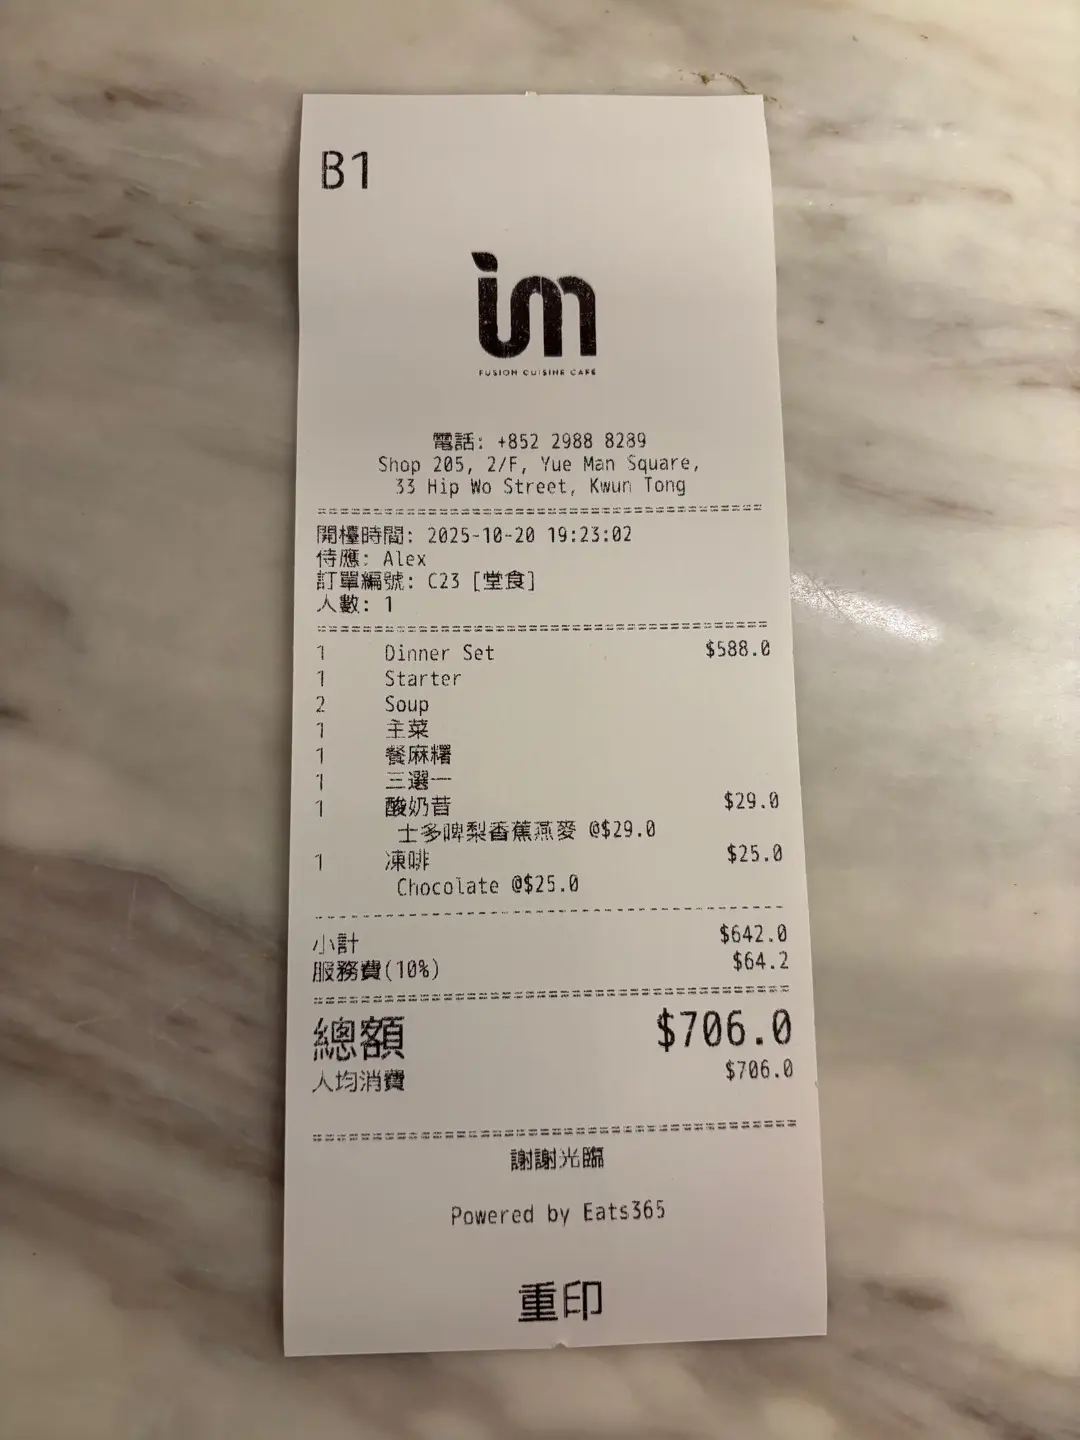 B1
im
FUSION CUISINE CAFE
電話: +852 2988 8289
Shop 205, 2/F, Yue Man Square,
33 Hip Wo Street, Kwun Tong
開檯時間: 2025-10-20 19:23:02
侍應: Alex
訂單編號: C23 [堂食]
人數: 1
1 Dinner Set $588.0
1 Starter
2 Soup
1 主菜
1 餐麻糬
1 三選一
1 酸奶昔 $29.0
士多啤梨香蕉燕麥 @$29.0
1 凍啡 $25.0
Chocolate @$25.0
小計 $642.0
服務費(10%) $64.2
總額 $706.0
人均消費 $706.0
謝謝光臨
Powered by Eats365
重印